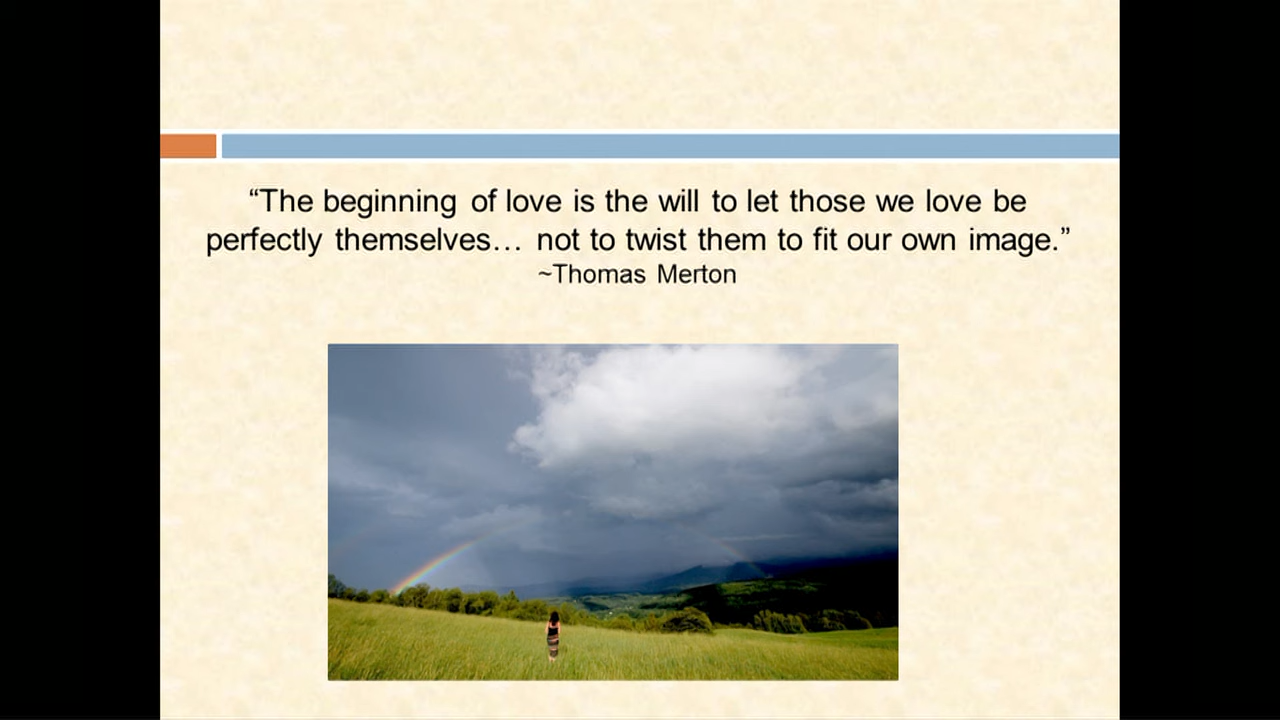 “The beginning of love is the will to let those we love be
perfectly themselves… not to twist them to fit our own image.”
~Thomas Merton